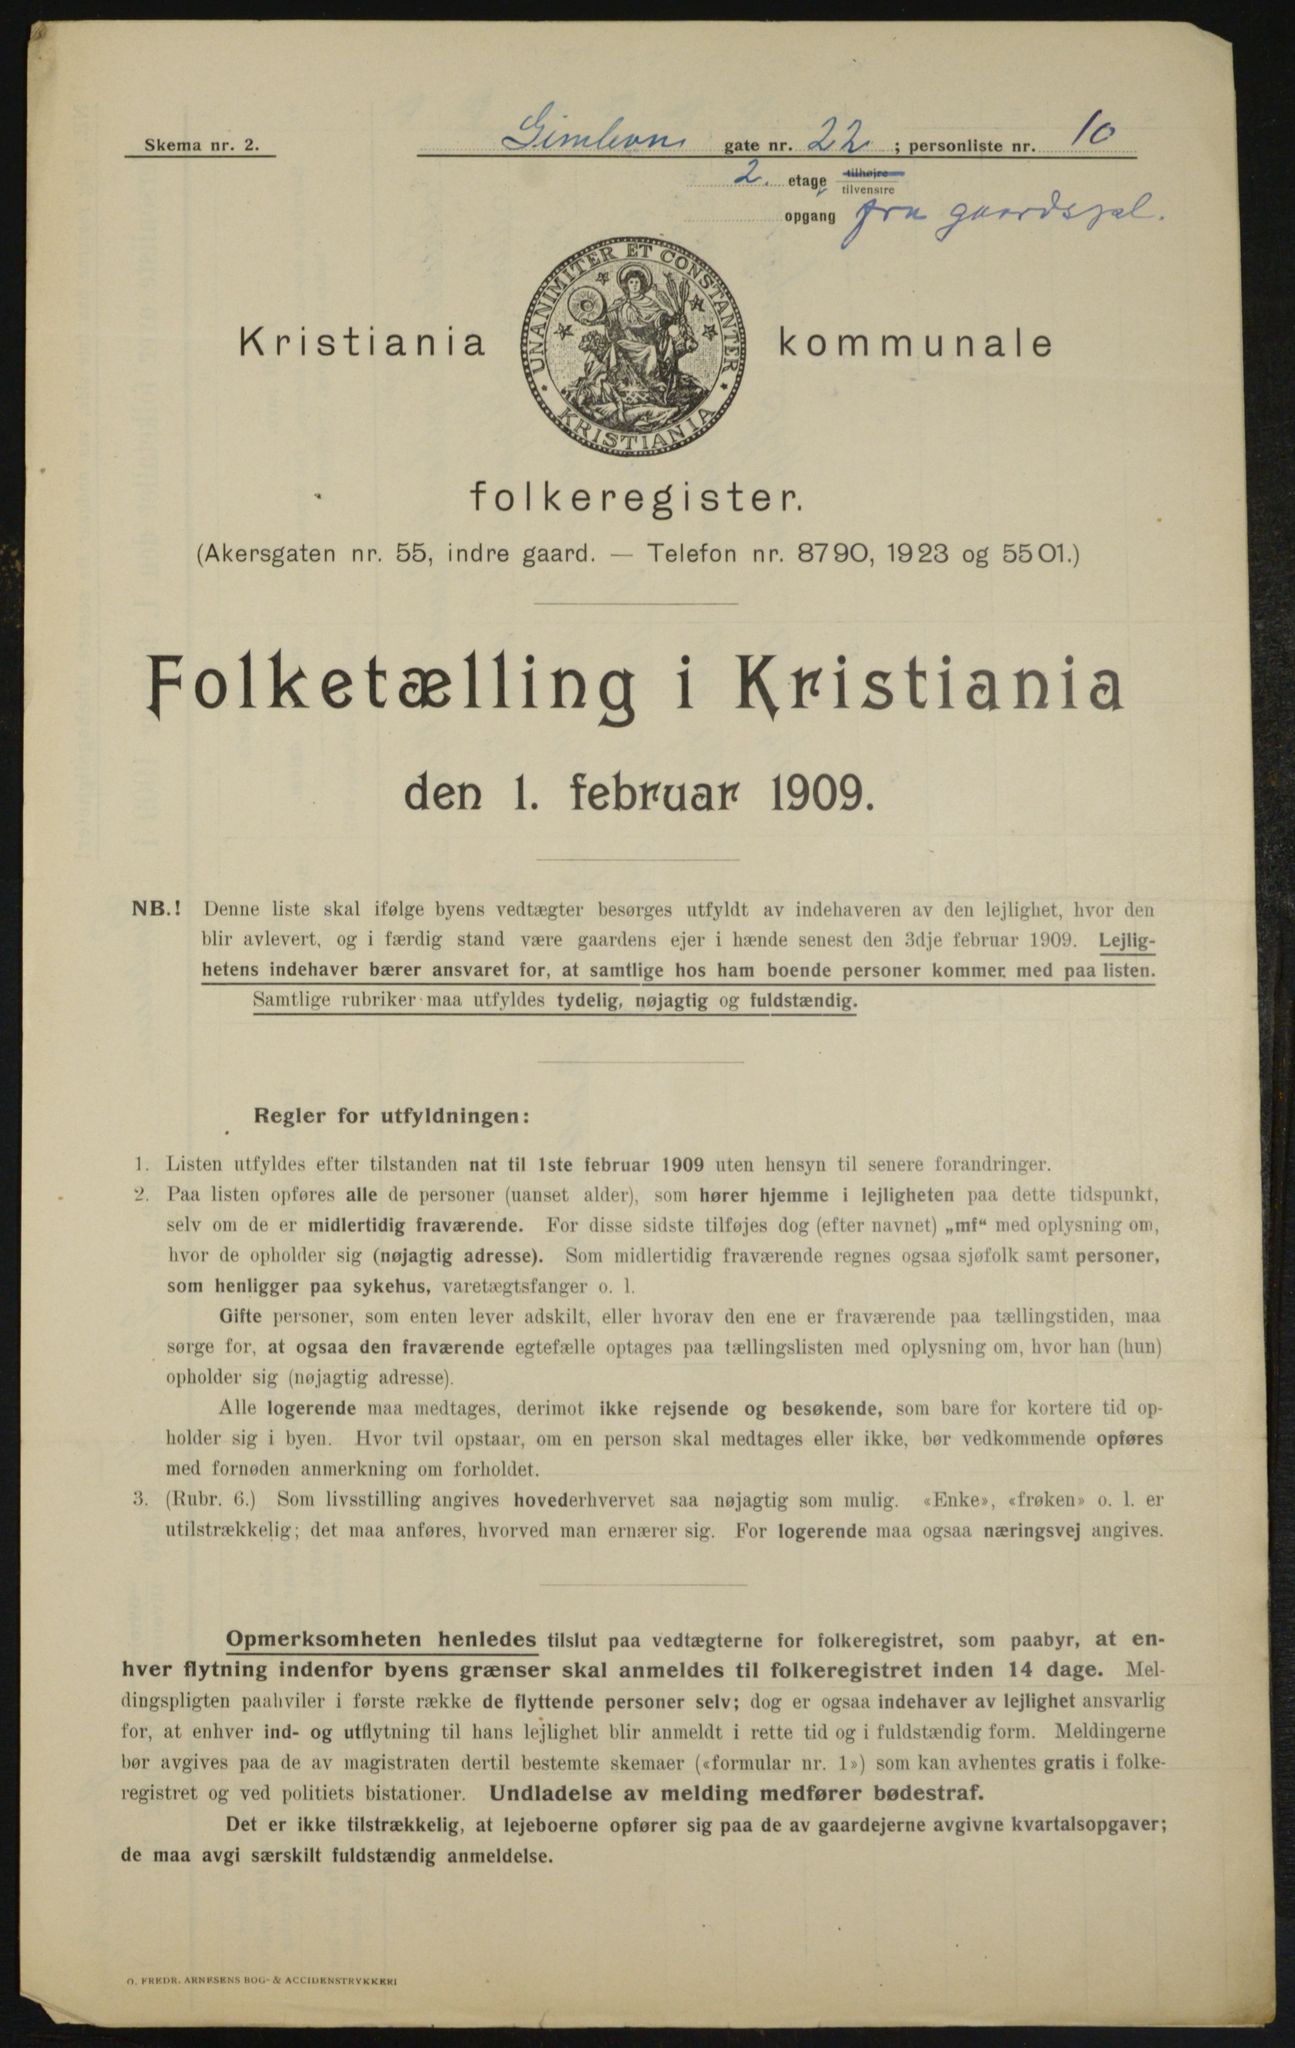 Skema nr. 2.
Gimlevn gate nr. 22 ; personliste nr. 10
2. etage tilhøjre
tilvenstre
opgang fra gaardspl.
UNANIMITER ET CONSTANTER
KRISTIANIA
Kristiania kommunale
folkeregister.
(Akersgaten nr. 55, indre gaard. — Telefon nr. 8790, 1923 og 5501.)
Folketælling i Kristiania
den 1. februar 1909.
NB.! Denne liste skal ifølge byens vedtægter besørges utfyldt av indehaveren av den lejlighet, hvor den
blir avlevert, og i færdig stand være gaardens ejer i hænde senest den 3dje februar 1909. Lejlig-
hetens indehaver bærer ansvaret for, at samtlige hos ham boende personer kommer med paa listen.
Samtlige rubriker maa utfyldes tydelig, nøjagtig og fuldstændig.
Regler for utfyldningen:
1. Listen utfyldes efter tilstanden nat til 1ste februar 1909 uten hensyn til senere forandringer.
2. Paa listen opføres alle de personer (uanset alder), som hører hjemme i lejligheten paa dette tidspunkt,
selv om de er midlertidig fraværende. For disse sidste tilføjes dog (efter navnet) „mf“ med oplysning om,
hvor de opholder sig (nøjagtig adresse). Som midlertidig fraværende regnes ogsaa sjøfolk samt personer,
som henligger paa sykehus, varetægtsfanger o. l.
Gifte personer, som enten lever adskilt, eller hvorav den ene er fraværende paa tællingstiden, maa
sørge for, at ogsaa den fraværende egtefælle optages paa tællingslisten med oplysning om, hvor han (hun)
opholder sig (nøjagtig adresse).
Alle logerende maa medtages, derimot ikke rejsende og besøkende, som bare for kortere tid op-
holder sig i byen. Hvor tvil opstaar, om en person skal medtages eller ikke, bør vedkommende opføres
med fornøden anmerkning om forholdet.
3. (Rubr. 6.) Som livsstilling angives hovederhvervet saa nøjagtig som mulig. «Enke», «frøken» o. l. er
utilstrækkelig; det maa anføres, hvorved man ernærer sig. For logerende maa ogsaa næringsvej angives.
Opmerksomheten henledes tilslut paa vedtægterne for folkeregistret, som paabyr, at en-
hver flytning indenfor byens grænser skal anmeldes til folkeregistret inden 14 dage. Mel-
dingspligten paahviler i første række de flyttende personer selv; dog er ogsaa indehaver av lejlighet ansvarlig
for, at enhver ind- og utflytning til hans lejlighet blir anmeldt i rette tid og i fuldstændig form. Meldingerne
bør avgives paa de av magistraten dertil bestemte skemaer («formular nr. 1») som kan avhentes gratis i folke-
registret og ved politiets bistationer. Undladelse av melding medfører bødestraf.
Det er ikke tilstrækkelig, at lejeboerne opfører sig paa de av gaardejerne avgivne kvartalsopgaver;
de maa avgi særskilt fuldstændig anmeldelse.
O. FREDR. ARNESENS BOG- & ACCIDENSTRYKKERI